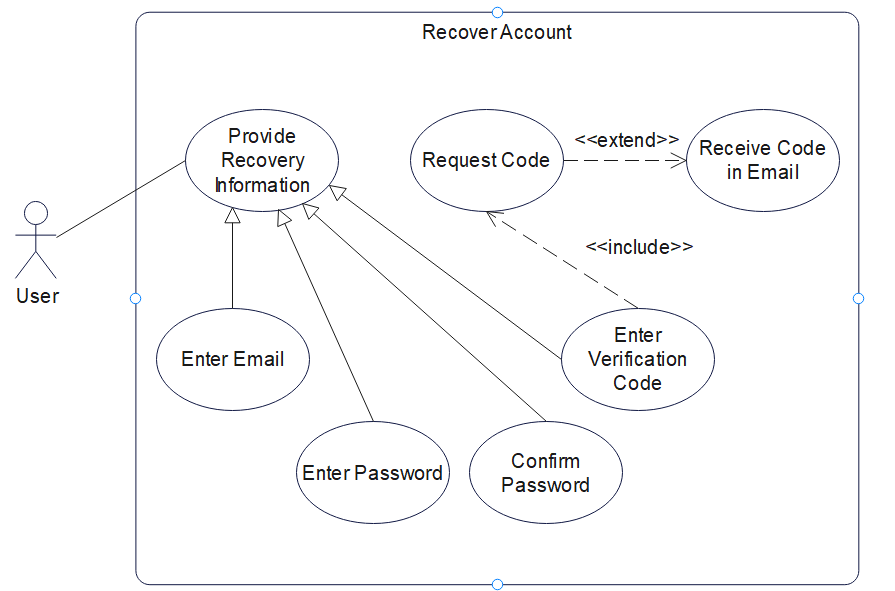 Recover Account
Provide
Recovery
Information
Request Code
<<extend>>
Receive Code
in Email
<<include>>
User
Enter Email
Enter
Verification
Code
Enter Password
Confirm
Password